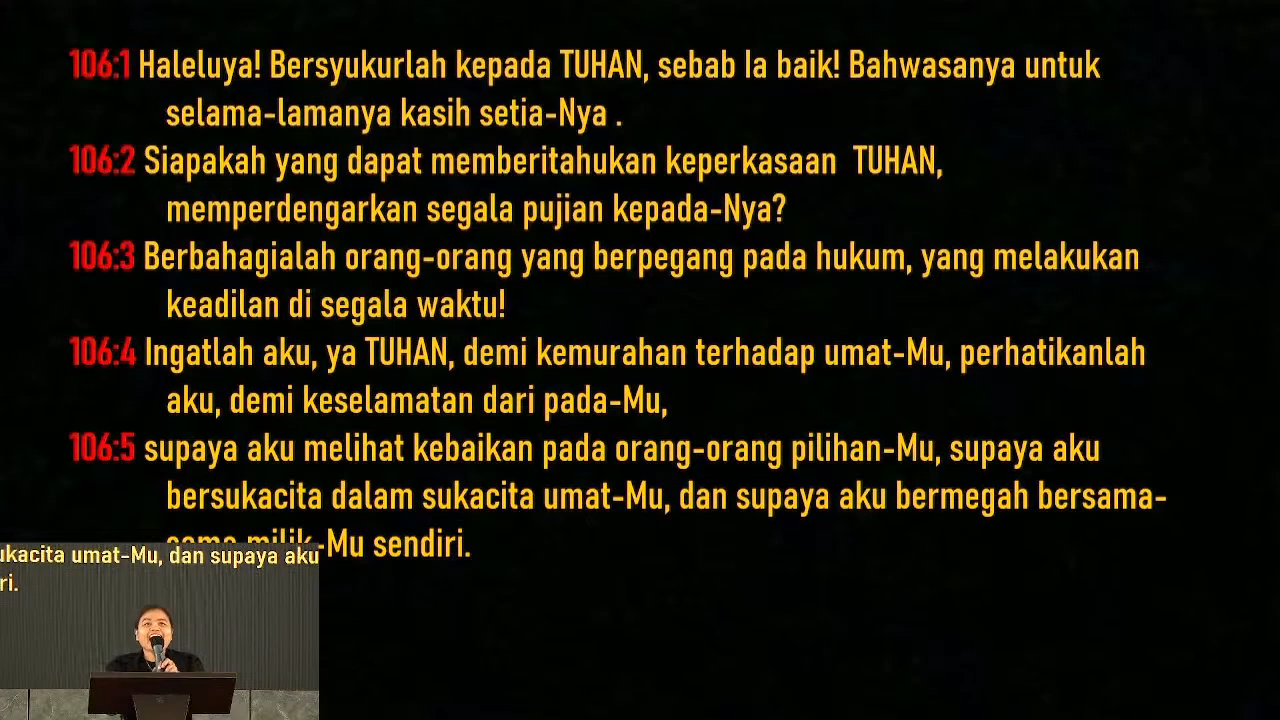 106:1 Haleluya! Bersyukurlah kepada TUHAN, sebab Ia baik! Bahwasanya untuk
selama-lamanya kasih setia-Nya .
106:2 Siapakah yang dapat memberitahukan keperkasaan TUHAN,
memperdengarkan segala pujian kepada-Nya?
106:3 Berbahagialah orang-orang yang berpegang pada hukum, yang melakukan
keadilan di segala waktu!
106:4 Ingatlah aku, ya TUHAN, demi kemurahan terhadap umat-Mu, perhatikanlah
aku, demi keselamatan dari pada-Mu,
106:5 supaya aku melihat kebaikan pada orang-orang pilihan-Mu, supaya aku
bersukacita dalam sukacita umat-Mu, dan supaya aku bermegah bersama-
sama milik-Mu sendiri.
ukacita umat-Mu, dan supaya aku
ri.